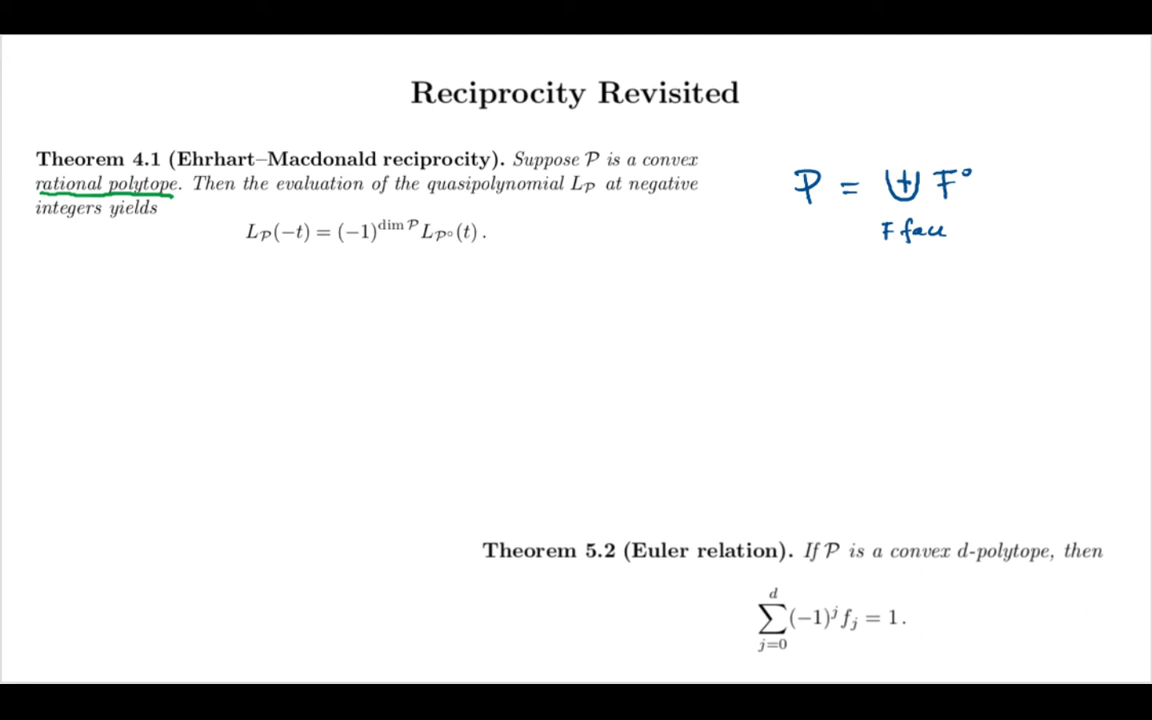 Reciprocity Revisited
Theorem 4.1 (Ehrhart–Macdonald reciprocity). Suppose 𝒫 is a convex
rational polytope. Then the evaluation of the quasipolynomial L_𝒫 at negative
integers yields
L_𝒫(−t) = (−1)^{dim 𝒫} L_{𝒫°}(t) .
𝒫 = ⨄ F°
F face
Theorem 5.2 (Euler relation). If 𝒫 is a convex d-polytope, then
\sum_{j=0}^{d} (−1)^j f_j = 1 .